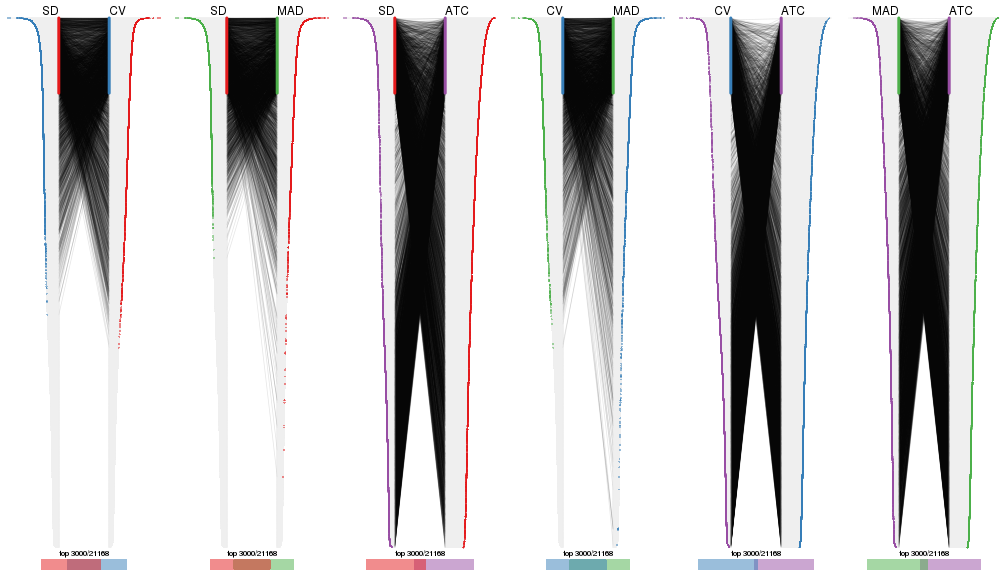 SD CV
SD MAD
SD ATC
CV MAD
CV ATC
MAD ATC
top 3000/21168
top 3000/21168
top 3000/21168
top 3000/21168
top 3000/21168
top 3000/21168